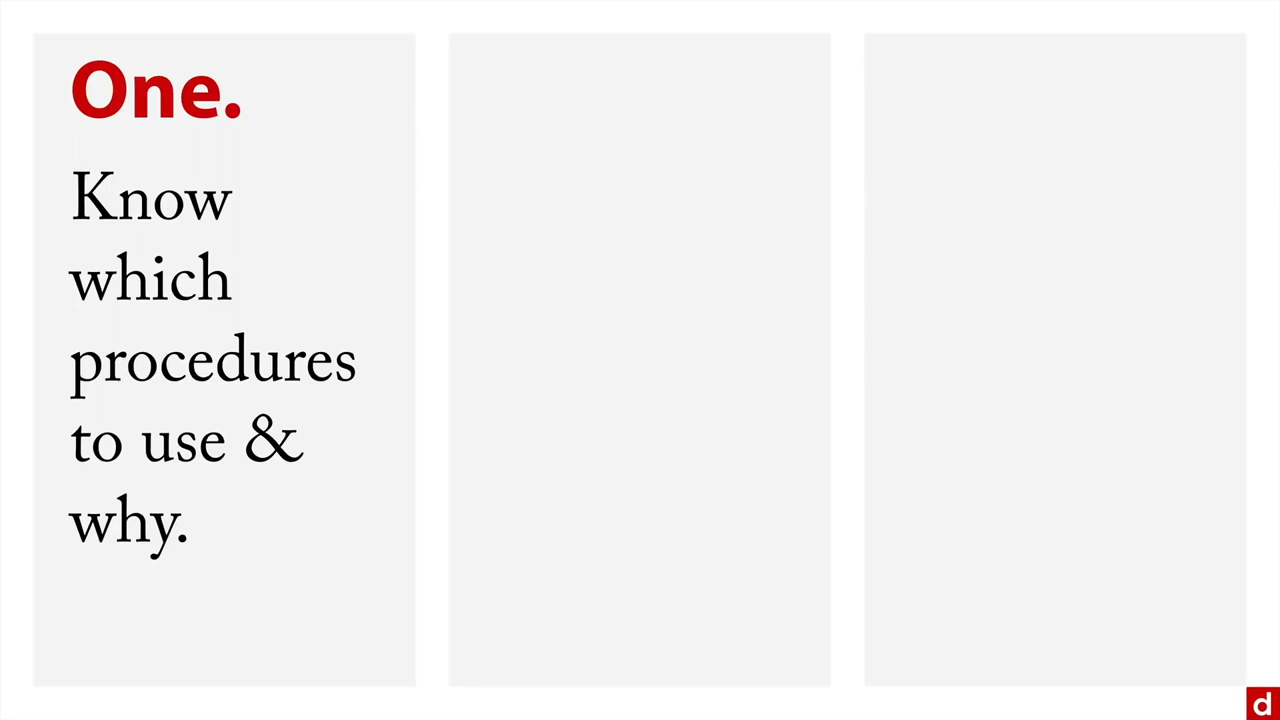 One.
Know
which
procedures
to use &
why.
d